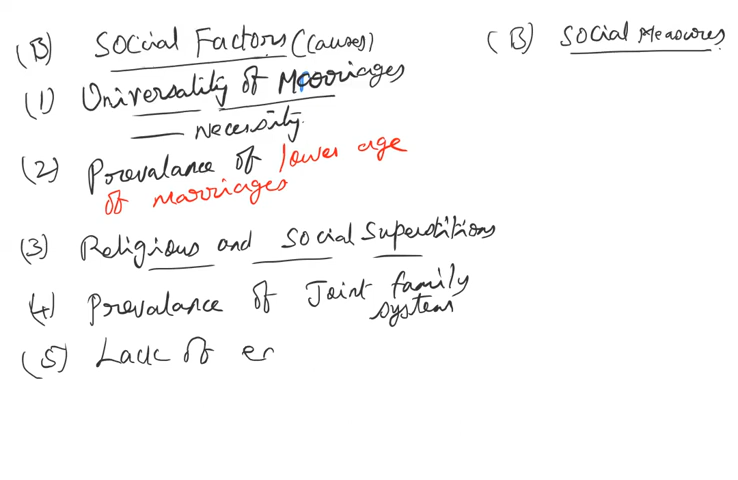 (B) Social Factors (Causes)
(1) Universality of Marriages
— Necessity
(2) Prevalance of lower age
of marriages
(3) Religious and Social Superstitions
(4) Prevalance of Joint family
system
(5) Lack of er
(B) Social Measures